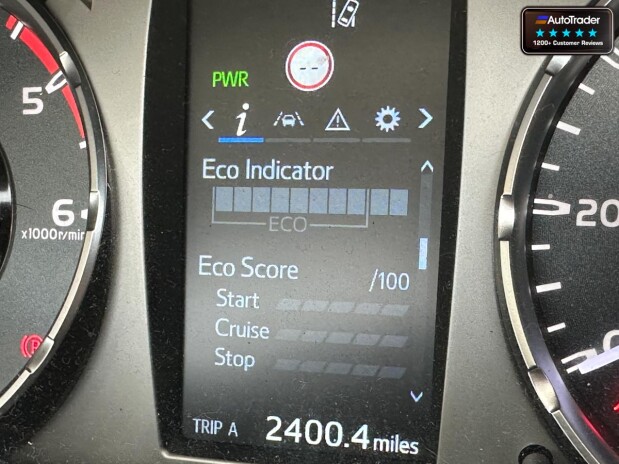 AutoTrader
1200+ Customer Reviews
PWR
--
i
5
6
x1000r/min
Eco Indicator
ECO
Eco Score
/100
Start
Cruise
Stop
20
0
(P)
TRIP A 2400.4 miles